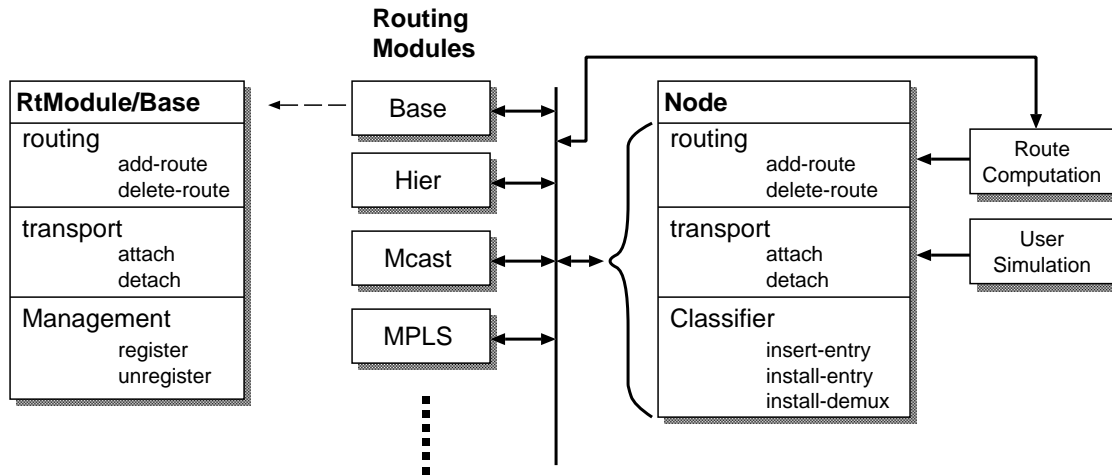 Routing
Modules
RtModule/Base
routing
add-route
delete-route
transport
attach
detach
Management
register
unregister
Base
Hier
Mcast
MPLS
Node
routing
add-route
delete-route
transport
attach
detach
Classifier
insert-entry
install-entry
install-demux
Route
Computation
User
Simulation